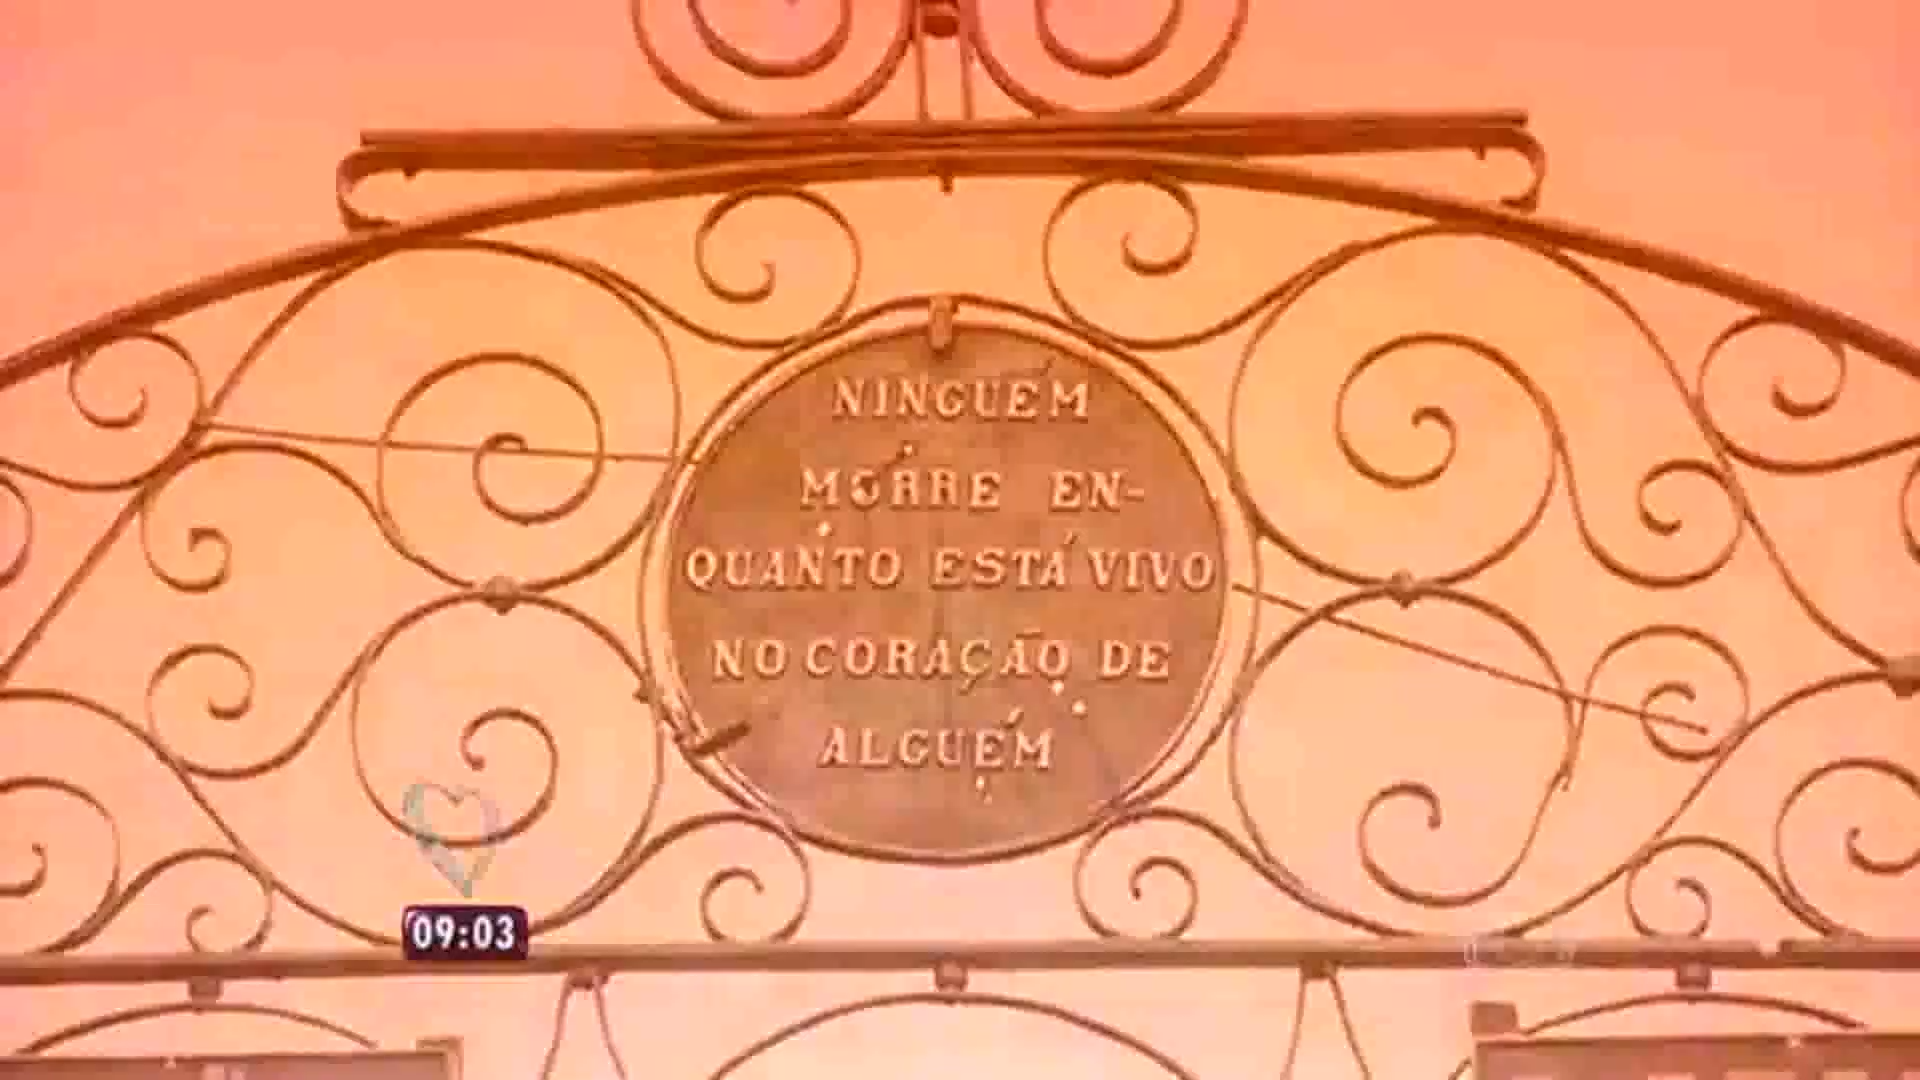 NINGUÉM
MORRE EN-
QUANTO ESTÁ VIVO
NO CORAÇÃO DE
ALGUÉM
09:03